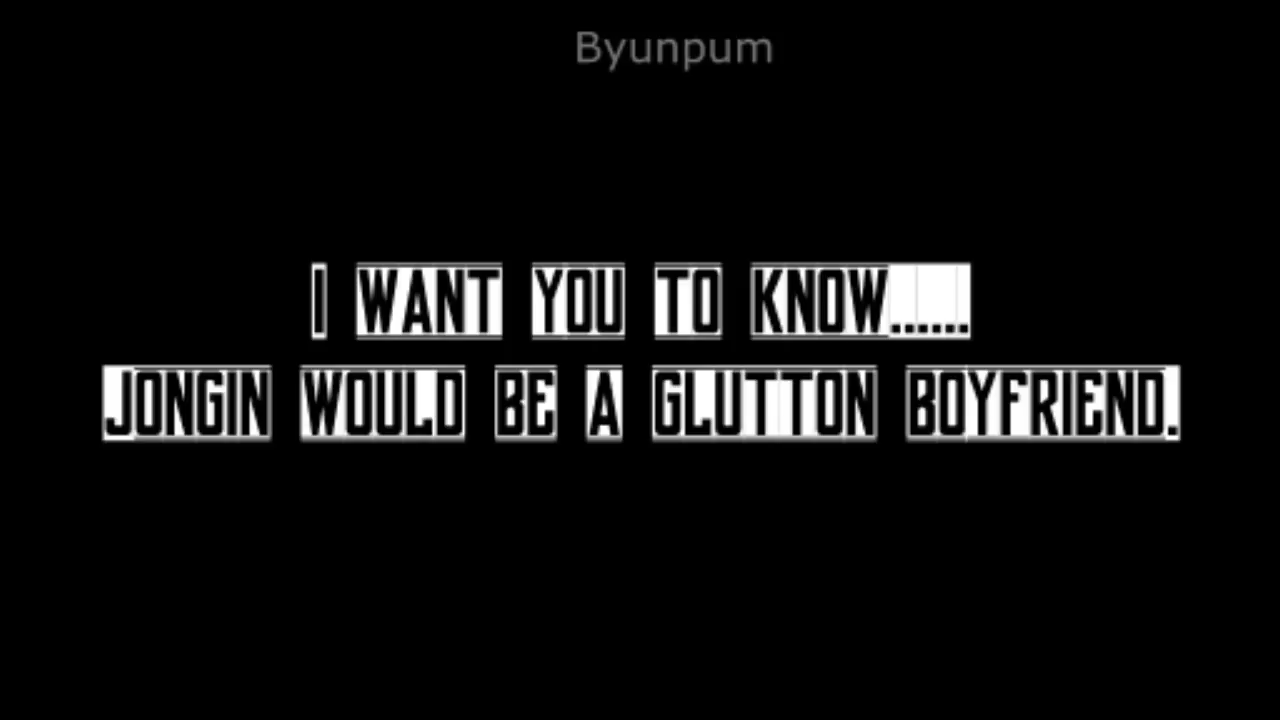 Byunpum
I WANT YOU TO KNOW......
JONGIN WOULD BE A GLUTTON BOYFRIEND.